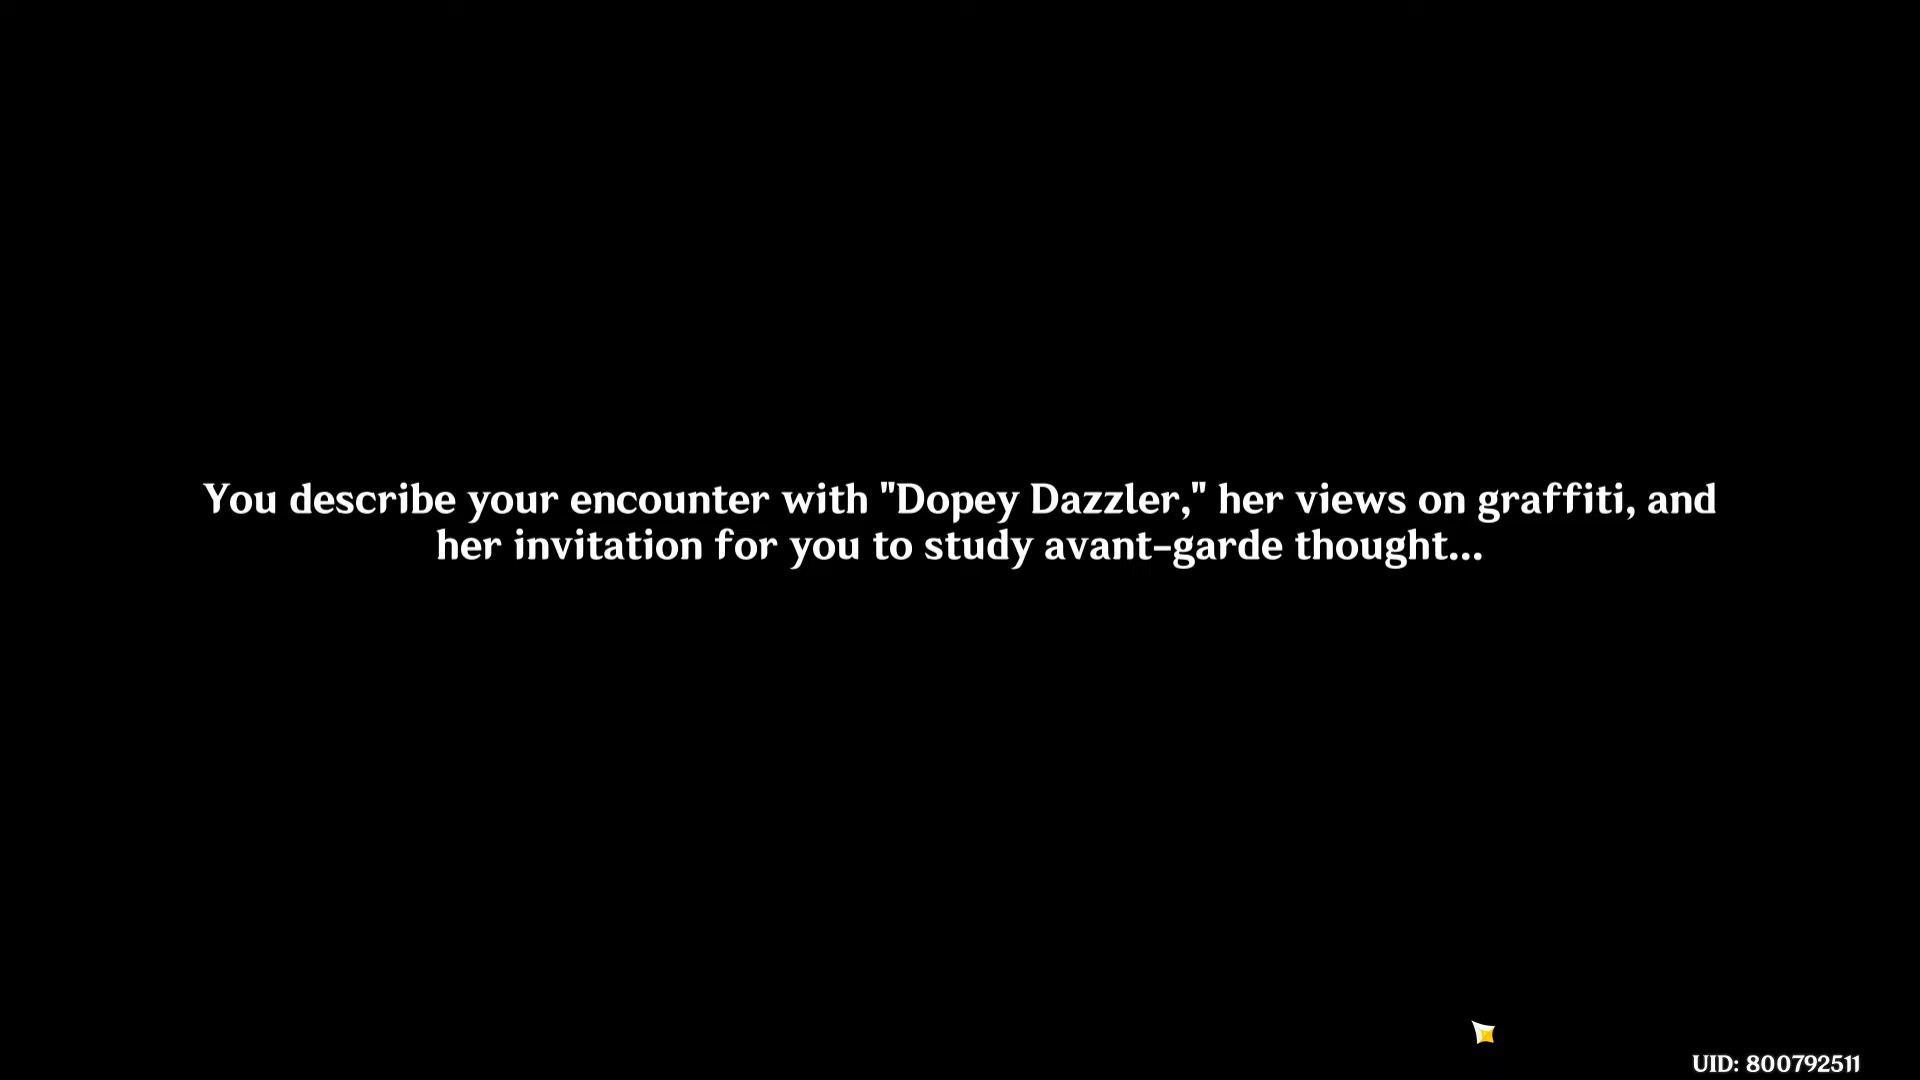 You describe your encounter with "Dopey Dazzler," her views on graffiti, and
her invitation for you to study avant-garde thought...
UID: 800792511